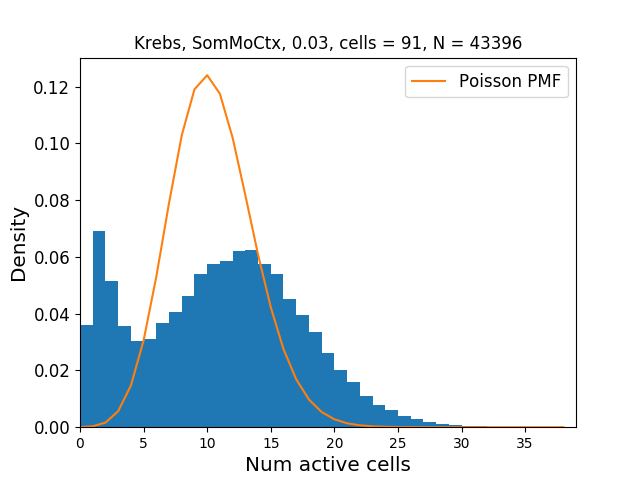 Krebs, SomMoCtx, 0.03, cells = 91, N = 43396
Poisson PMF
Density
0.12
0.10
0.08
0.06
0.04
0.02
0.00
0 5 10 15 20 25 30 35
Num active cells